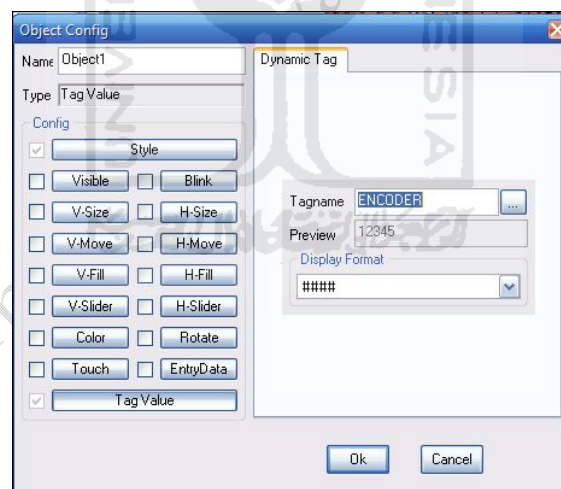 Object Config
Name Object1
Type Tag Value
Config
Style
Visible Blink
V-Size H-Size
V-Move H-Move
V-Fill H-Fill
V-Slider H-Slider
Color Rotate
Touch EntryData
Tag Value
Dynamic Tag
Tagname ENCODER ...
Preview 12345
Display Format
####
Ok Cancel